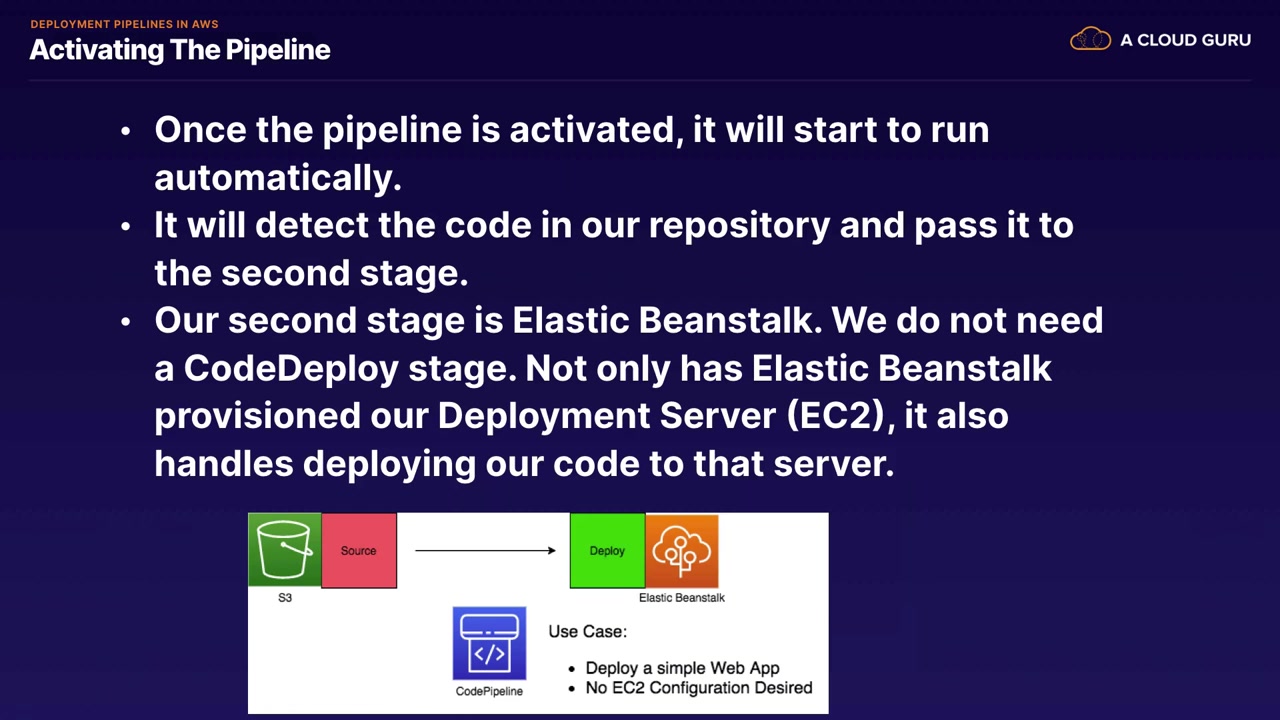 DEPLOYMENT PIPELINES IN AWS
Activating The Pipeline
A CLOUD GURU
• Once the pipeline is activated, it will start to run
automatically.
• It will detect the code in our repository and pass it to
the second stage.
• Our second stage is Elastic Beanstalk. We do not need
a CodeDeploy stage. Not only has Elastic Beanstalk
provisioned our Deployment Server (EC2), it also
handles deploying our code to that server.
Source
Deploy
S3
Elastic Beanstalk
</>
CodePipeline
Use Case:
• Deploy a simple Web App
• No EC2 Configuration Desired